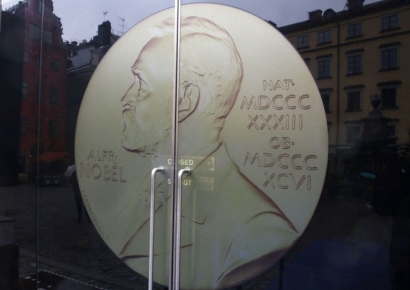 ALFR·
NOBEL
NAT·
MDCCC
XXXIII
OB·
MDCCC
XCVI
CLOSED